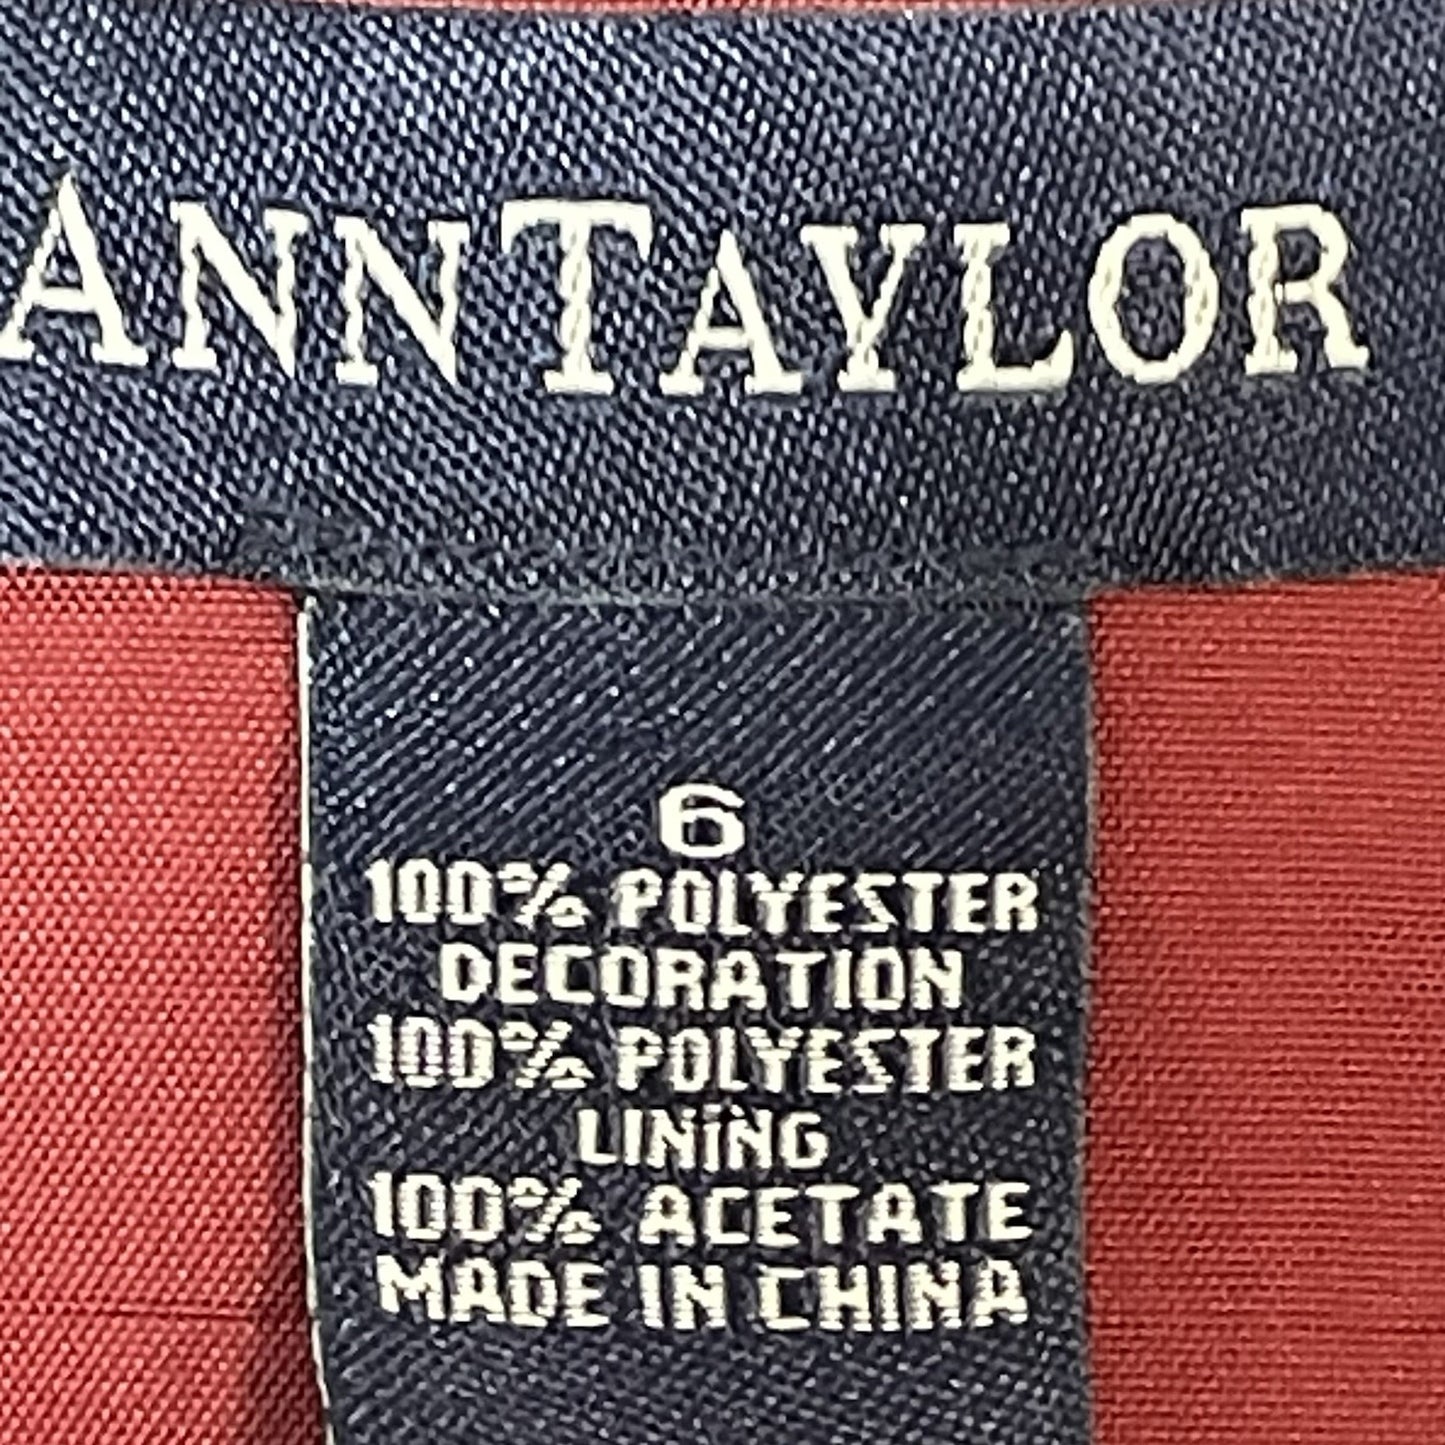 ANNTAYLOR
6
100% POLYESTER
DECORATION
100% POLYESTER
LINING
100% ACETATE
MADE IN CHINA